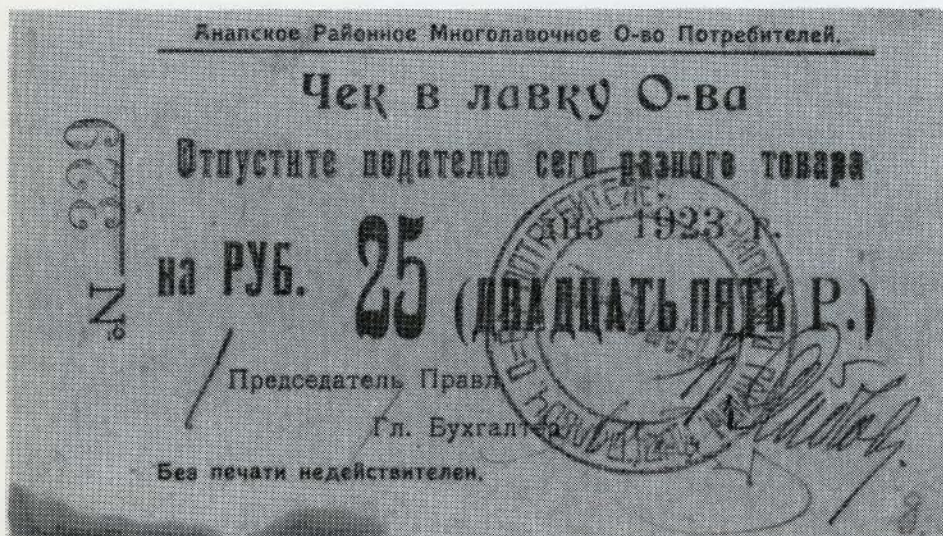 Анапское Районное Многолавочное О-во Потребителей.
Чек в лавку О-ва
Отпустите подателю сего разного товара
днз 1923 г.
на РУБ. 25 (ДВАДЦАТЬ ПЯТЬ Р.)
Председатель Правл
Гл. Бухгалтер
Без печати недействителен.
№ 329